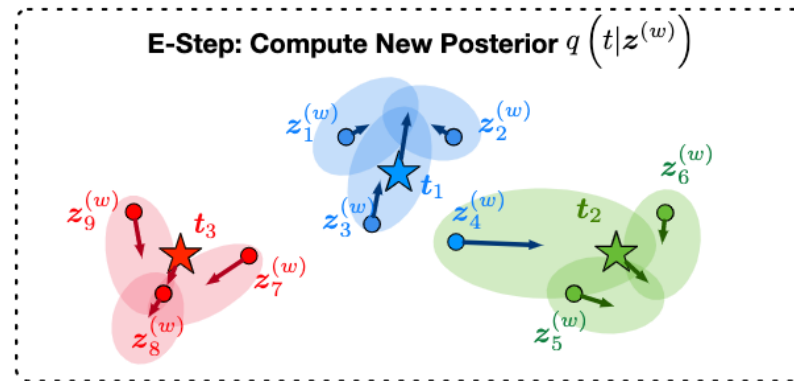 E-Step: Compute New Posterior q(t|z^{(w)})
z_1^{(w)}
z_2^{(w)}
t_1
z_3^{(w)}
z_9^{(w)}
t_3
z_7^{(w)}
z_8^{(w)}
z_4^{(w)}
t_2
z_6^{(w)}
z_5^{(w)}